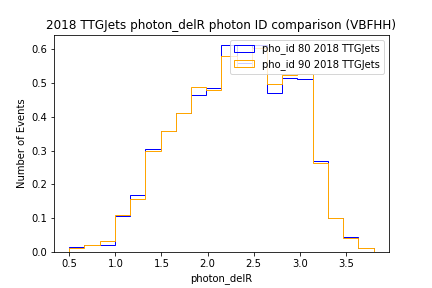 2018 TTGJets photon_delR photon ID comparison (VBFHH)
pho_id 80 2018 TTGJets
pho_id 90 2018 TTGJets
Number of Events
0.6
0.5
0.4
0.3
0.2
0.1
0.0
0.5 1.0 1.5 2.0 2.5 3.0 3.5
photon_delR